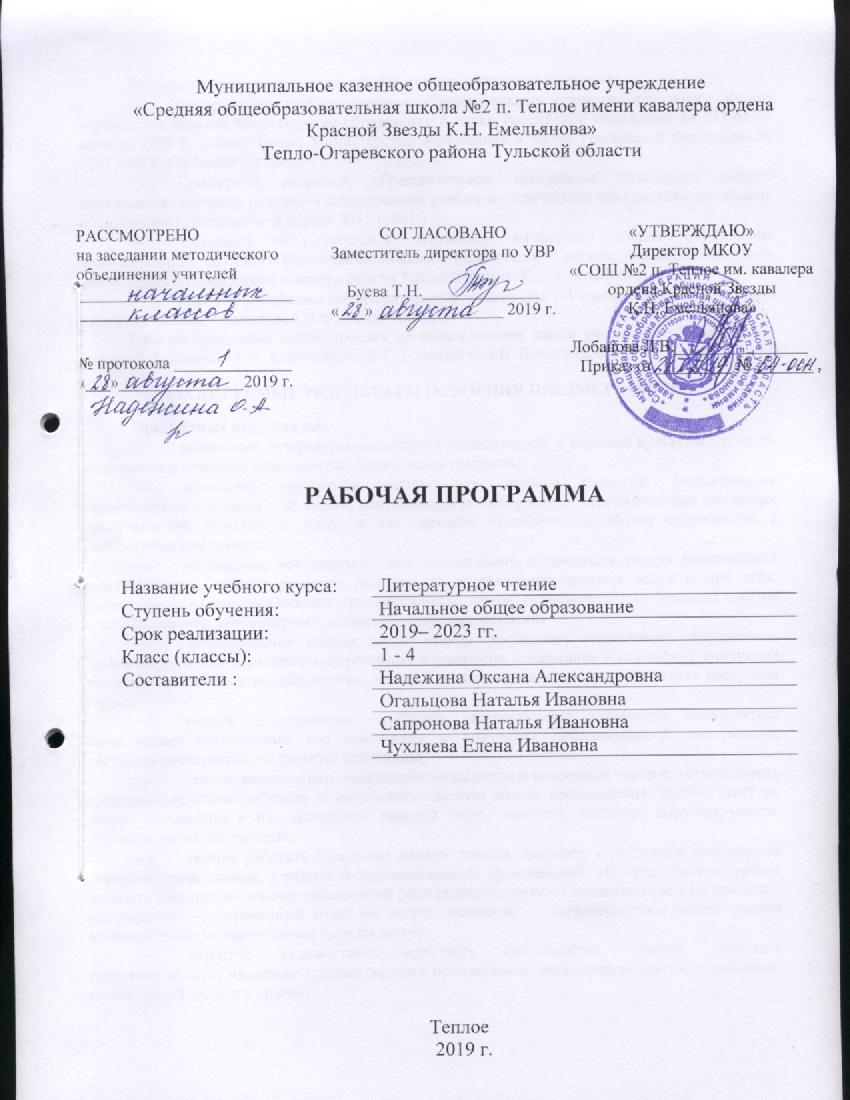 Муниципальное казенное общеобразовательное учреждение
«Средняя общеобразовательная школа №2 п. Теплое имени кавалера ордена
Красной Звезды К.Н. Емельянова»
Тепло-Огаревского района Тульской области
РАССМОТРЕНО
на заседании методического
объединения учителей
начальных
классов
№ протокола 1
«28» августа 2019 г.
Надежина О.А
СОГЛАСОВАНО
Заместитель директора по УВР
Буева Т.Н.
«28» августа 2019 г.
«УТВЕРЖДАЮ»
Директор МКОУ
«СОШ №2 п. Теплое им. кавалера
ордена Красной Звезды
К.Н. Емельянова»
Лобанова Л.В.
Приказ от №
РАБОЧАЯ ПРОГРАММА
Название учебного курса: Литературное чтение
Ступень обучения: Начальное общее образование
Срок реализации: 2019– 2023 гг.
Класс (классы): 1 - 4
Составители : Надежина Оксана Александровна
Огальцова Наталья Ивановна
Сапронова Наталья Ивановна
Чухляева Елена Ивановна
Теплое
2019 г.